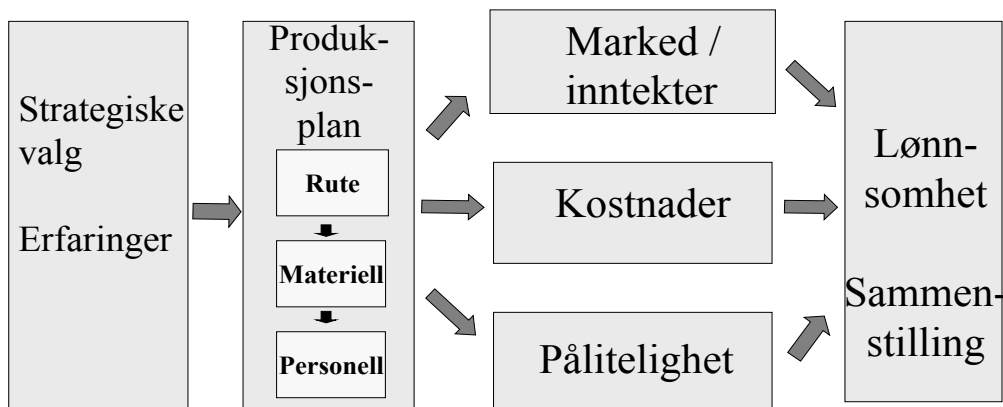 Strategiske
valg
Erfaringer
Produk-
sjons-
plan
Rute
Materiell
Personell
Marked /
inntekter
Kostnader
Pålitelighet
Lønn-
somhet
Sammen-
stilling